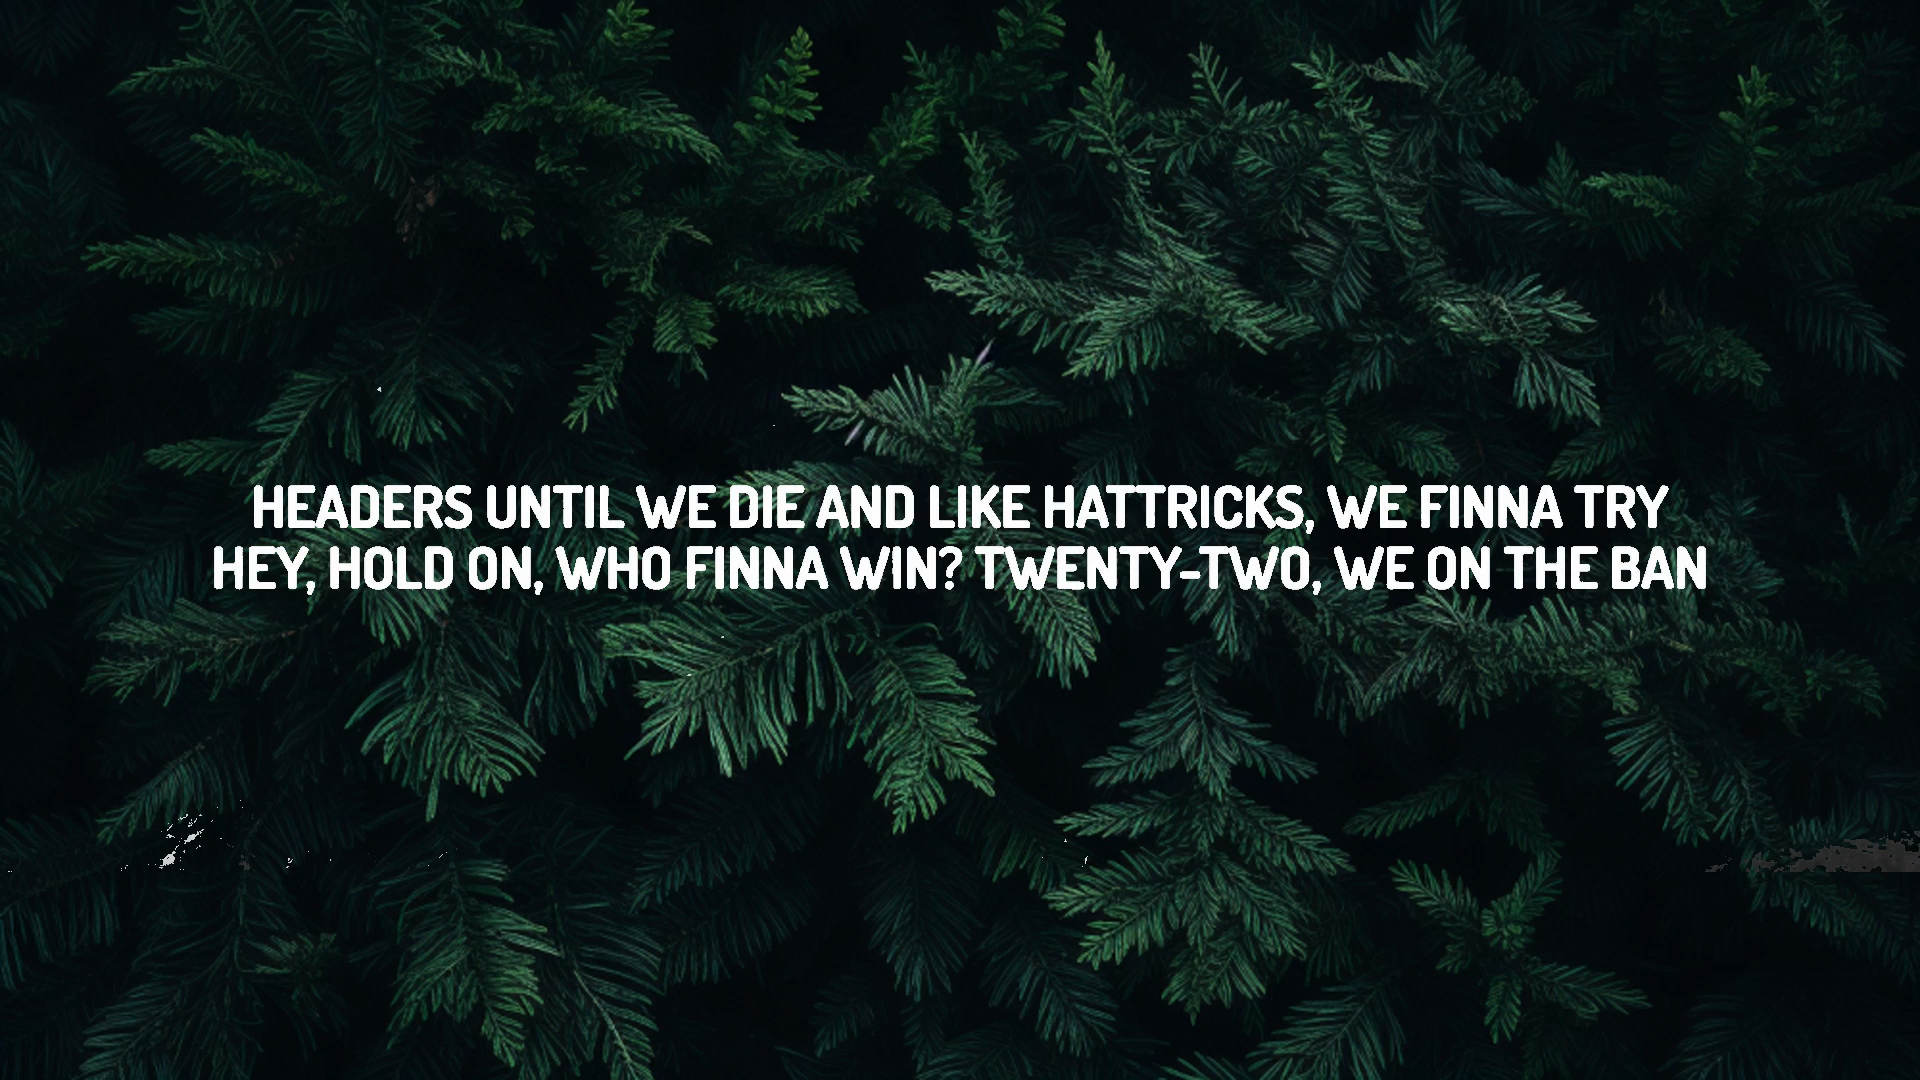 HEADERS UNTIL WE DIE AND LIKE HATTRICKS, WE FINNA TRY
HEY, HOLD ON, WHO FINNA WIN? TWENTY-TWO, WE ON THE BAN